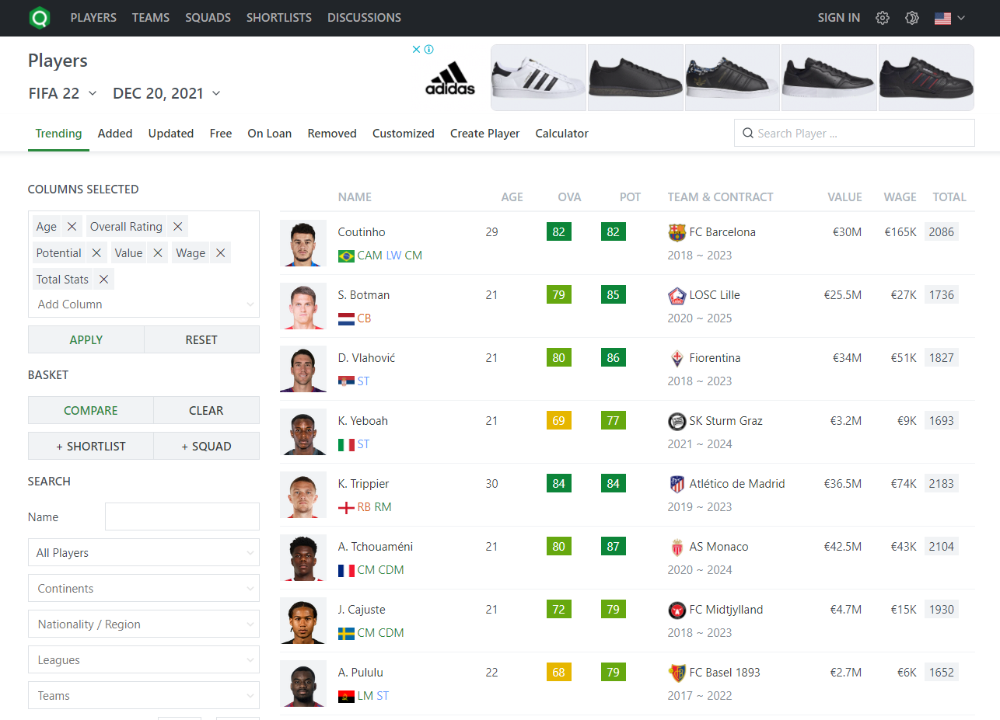 PLAYERS TEAMS SQUADS SHORTLISTS DISCUSSIONS SIGN IN
Players
FIFA 22 DEC 20, 2021
adidas
Trending Added Updated Free On Loan Removed Customized Create Player Calculator Search Player ...
COLUMNS SELECTED
Age Overall Rating
Potential Value Wage
Total Stats
Add Column
APPLY RESET
BASKET
COMPARE CLEAR
+ SHORTLIST + SQUAD
SEARCH
Name
All Players
Continents
Nationality / Region
Leagues
Teams
NAME AGE OVA POT TEAM & CONTRACT VALUE WAGE TOTAL
Coutinho 29 82 82 FC Barcelona €30M €165K 2086
CAM LW CM 2018 ~ 2023
S. Botman 21 79 85 LOSC Lille €25.5M €27K 1736
CB 2020 ~ 2025
D. Vlahović 21 80 86 Fiorentina €34M €51K 1827
ST 2018 ~ 2023
K. Yeboah 21 69 77 SK Sturm Graz €3.2M €9K 1693
ST 2021 ~ 2024
K. Trippier 30 84 84 Atlético de Madrid €36.5M €74K 2183
RB RM 2019 ~ 2023
A. Tchouaméni 21 80 87 AS Monaco €42.5M €43K 2104
CM CDM 2020 ~ 2024
J. Cajuste 21 72 79 FC Midtjylland €4.7M €15K 1930
CM CDM 2018 ~ 2023
A. Pululu 22 68 79 FC Basel 1893 €2.7M €6K 1652
LM ST 2017 ~ 2022